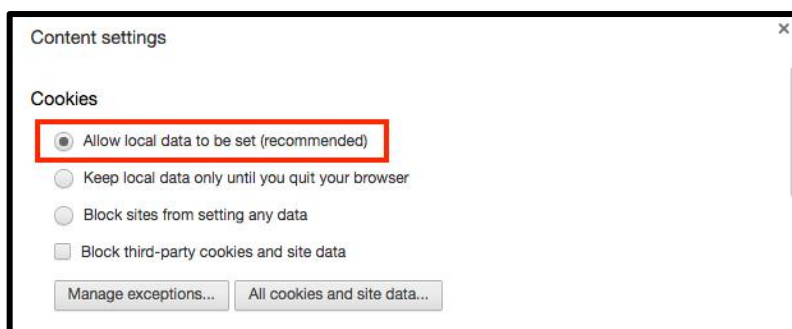 Content settings
Cookies
Allow local data to be set (recommended)
Keep local data only until you quit your browser
Block sites from setting any data
Block third-party cookies and site data
Manage exceptions... All cookies and site data...